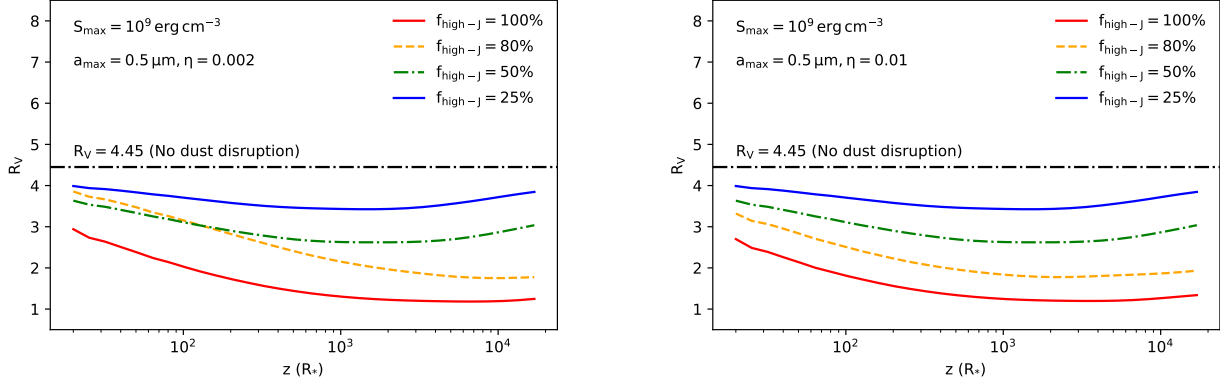 S_max = 10^9 erg cm^-3
a_max = 0.5 μm, η = 0.002
f_high-J = 100%
f_high-J = 80%
f_high-J = 50%
f_high-J = 25%
R_V = 4.45 (No dust disruption)
R_V
8
7
6
5
4
3
2
1
10^2
10^3
10^4
z (R_*)
S_max = 10^9 erg cm^-3
a_max = 0.5 μm, η = 0.01
f_high-J = 100%
f_high-J = 80%
f_high-J = 50%
f_high-J = 25%
R_V = 4.45 (No dust disruption)
R_V
8
7
6
5
4
3
2
1
10^2
10^3
10^4
z (R_*)